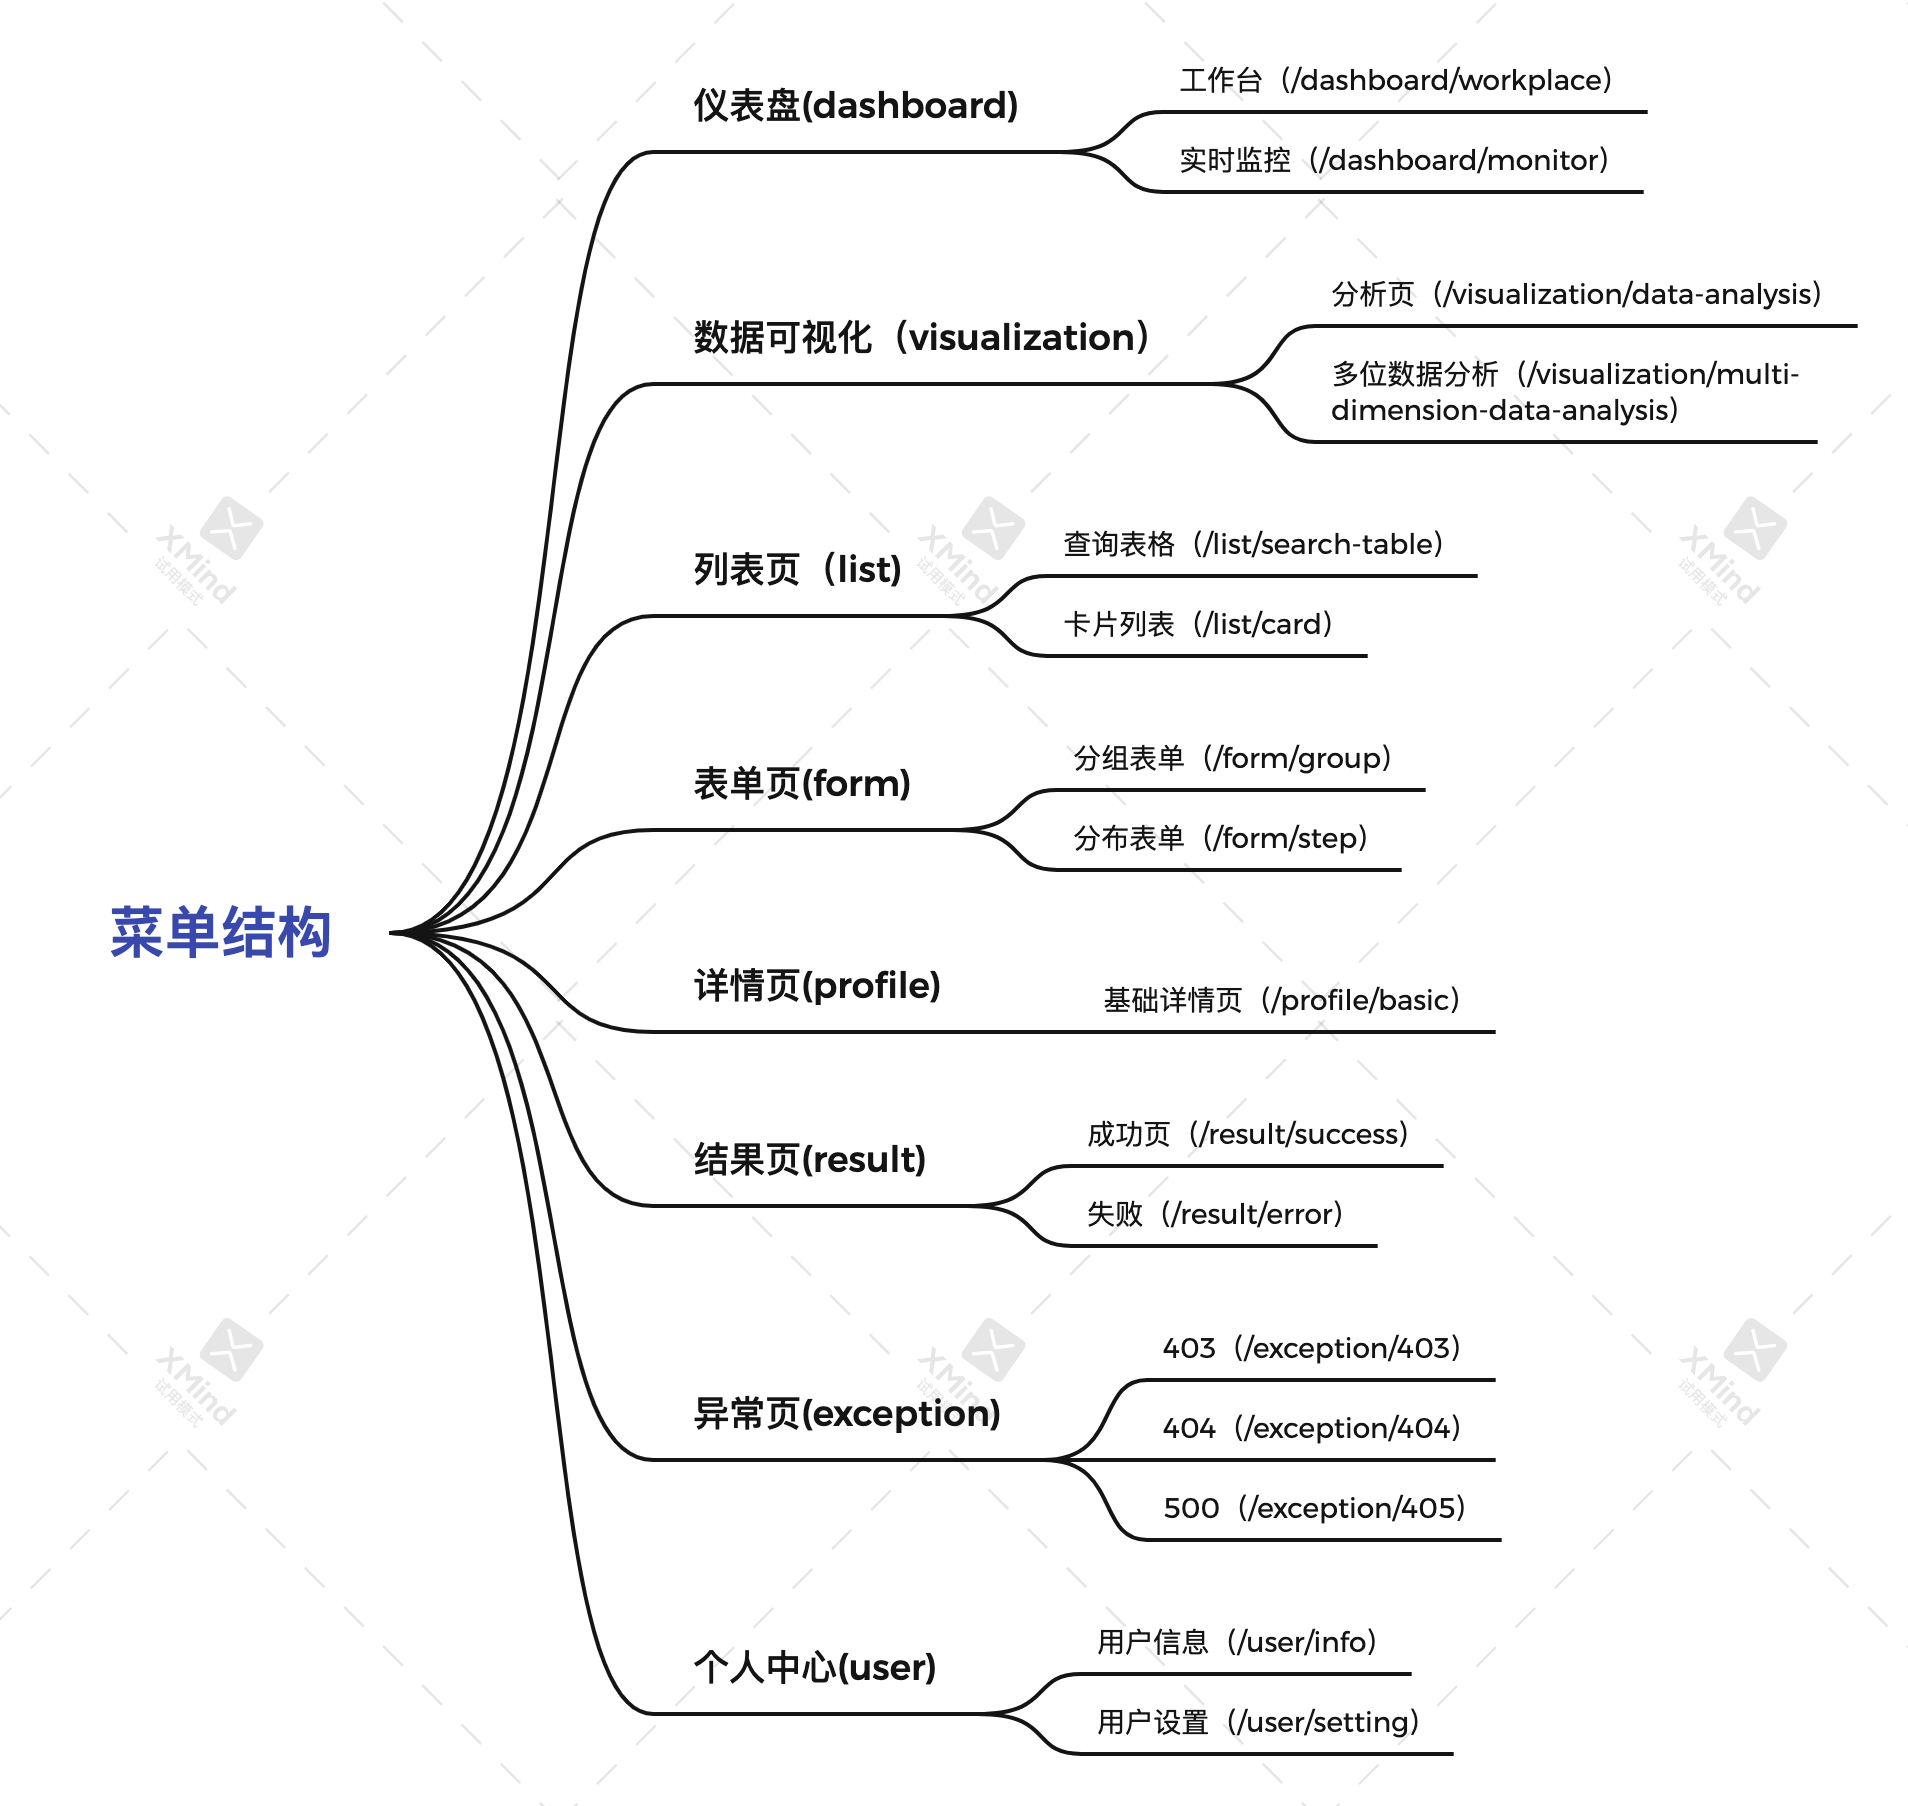 菜单结构
仪表盘(dashboard)
工作台（/dashboard/workplace）
实时监控（/dashboard/monitor）
数据可视化（visualization）
分析页（/visualization/data-analysis）
多位数据分析（/visualization/multi-
dimension-data-analysis）
列表页（list)
查询表格（/list/search-table）
卡片列表（/list/card）
表单页(form)
分组表单（/form/group）
分布表单（/form/step）
详情页(profile)
基础详情页（/profile/basic）
结果页(result)
成功页（/result/success）
失败（/result/error）
异常页(exception)
403（/exception/403）
404（/exception/404）
500（/exception/405）
个人中心(user)
用户信息（/user/info）
用户设置（/user/setting）
XMind
试用模式
XMind
试用模式
XMind
试用模式
XMind
试用模式
XMind
试用模式
XMind
试用模式